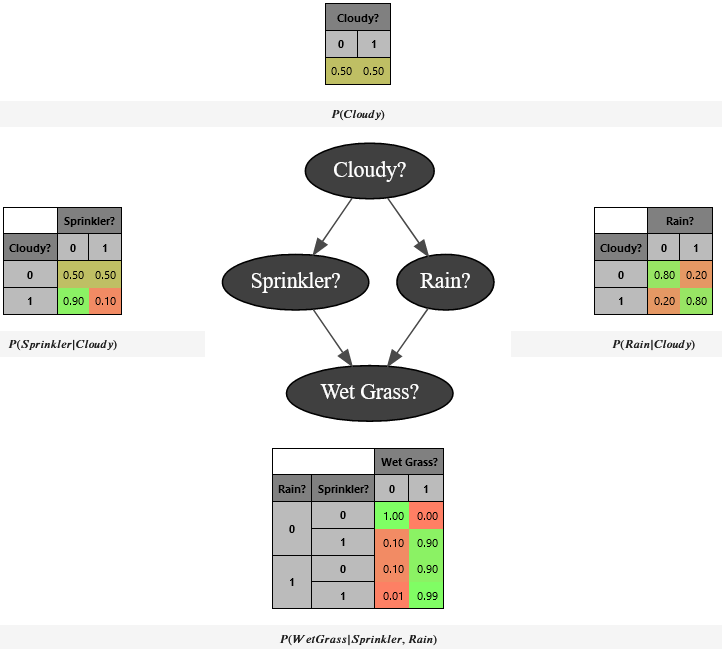 Cloudy?
0 1
0.50 0.50
P(Cloudy)
Cloudy?
Sprinkler?
Cloudy? 0 1
0 0.50 0.50
1 0.90 0.10
P(Sprinkler|Cloudy)
Sprinkler?
Rain?
Rain?
Cloudy? 0 1
0 0.80 0.20
1 0.20 0.80
P(Rain|Cloudy)
Wet Grass?
Wet Grass?
Rain? Sprinkler? 0 1
0 0 1.00 0.00
1 0.10 0.90
1 0 0.10 0.90
1 0.01 0.99
P(WetGrass|Sprinkler, Rain)